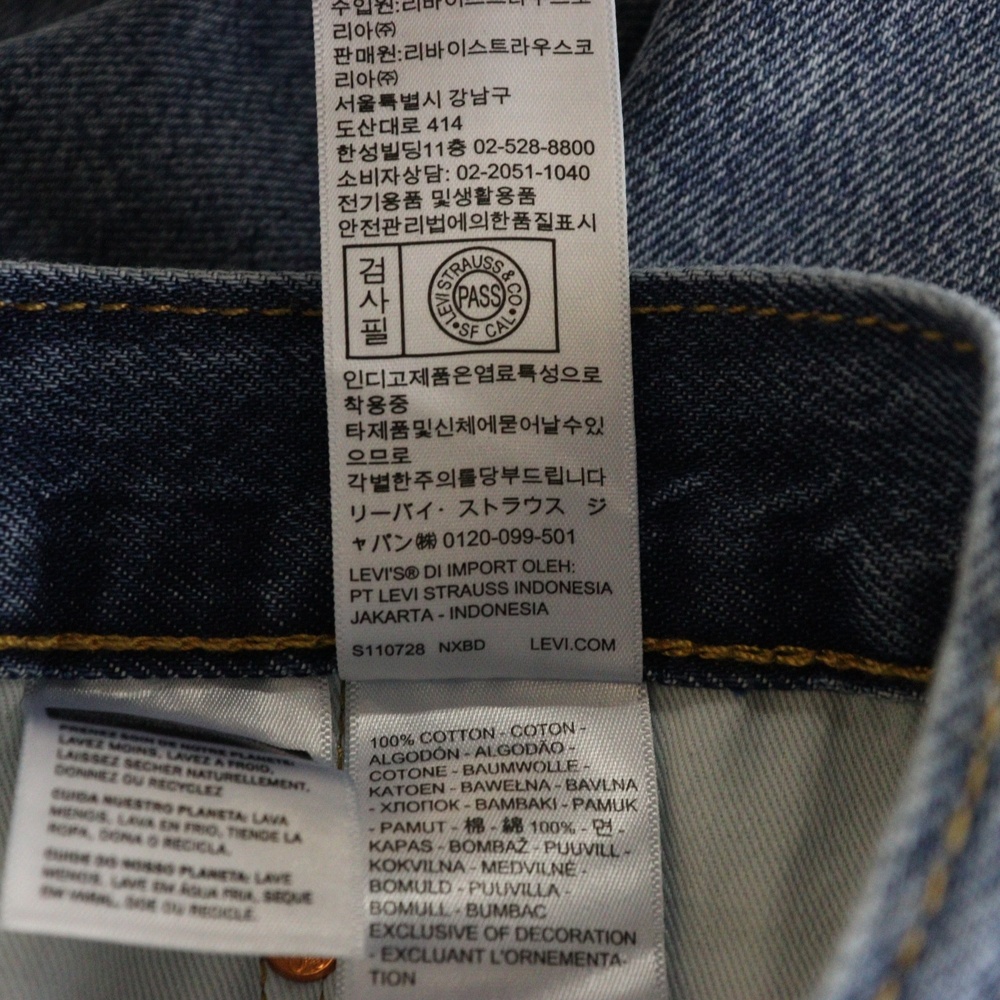 수입원:리바이스트라우스코
리아㈜
판매원:리바이스트라우스코
리아㈜
서울특별시 강남구
도산대로 414
한성빌딩11층 02-528-8800
소비자상담: 02-2051-1040
전기용품 및생활용품
안전관리법에의한품질표시
검
사
필
LEVI STRAUSS & CO
PASS
SF CAL
인디고제품은염료특성으로
착용중
타제품및신체에묻어날수있
으므로
각별한주의를당부드립니다
リーバイ・ストラウス ジ
ャパン㈱ 0120-099-501
LEVI'S® DI IMPORT OLEH:
PT LEVI STRAUSS INDONESIA
JAKARTA - INDONESIA
S110728 NXBD LEVI.COM
PRENEZ SOIN DE NOTRE PLANETE:
LAVEZ MOINS, LAVEZ A FROID,
LAISSEZ SECHER NATURELLEMENT,
DONNEZ OU RECYCLEZ
CUIDA NUESTRO PLANETA: LAVA
MENOS, LAVA EN FRIO, TIENDE LA
ROPA, DONA O RECICLA.
CUIDE DO NOSSO PLANETA: LAVE
MENOS, LAVE EM ÁGUA FRIA, SEQUE
EM VARAL, DOE OU RECICLE.
100% COTTON - COTON -
ALGODÓN - ALGODÃO -
COTONE - BAUMWOLLE -
KATOEN - BAWEŁNA - BAVLNA
- ХЛОПОК - BAMBAKI - PAMUK
- PAMUT - 棉 - 綿 100% - 면 -
KAPAS - BOMBAŽ - PUUVILL -
KOKVILNA - MEDVILNĖ -
BOMULD - PUUVILLA -
BOMULL - BUMBAC
EXCLUSIVE OF DECORATION
- EXCLUANT L'ORNEMENTA-
TION